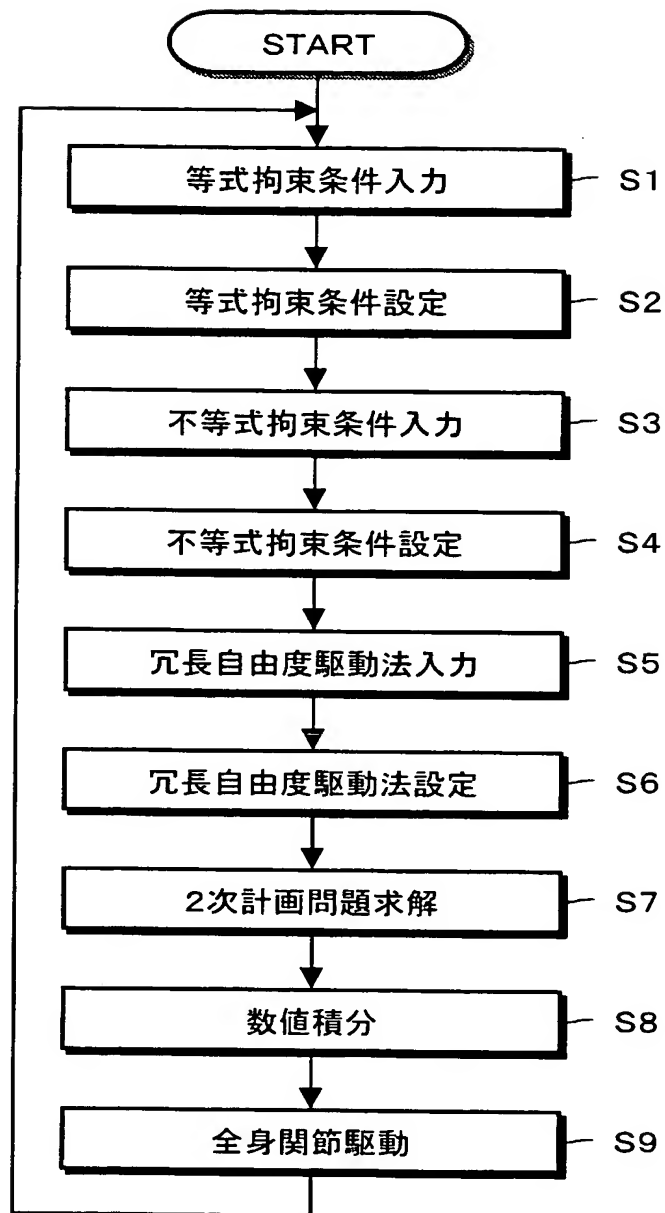 START
等式拘束条件入力 S1
等式拘束条件設定 S2
不等式拘束条件入力 S3
不等式拘束条件設定 S4
冗長自由度駆動法入力 S5
冗長自由度駆動法設定 S6
2次計画問題求解 S7
数値積分 S8
全身関節駆動 S9